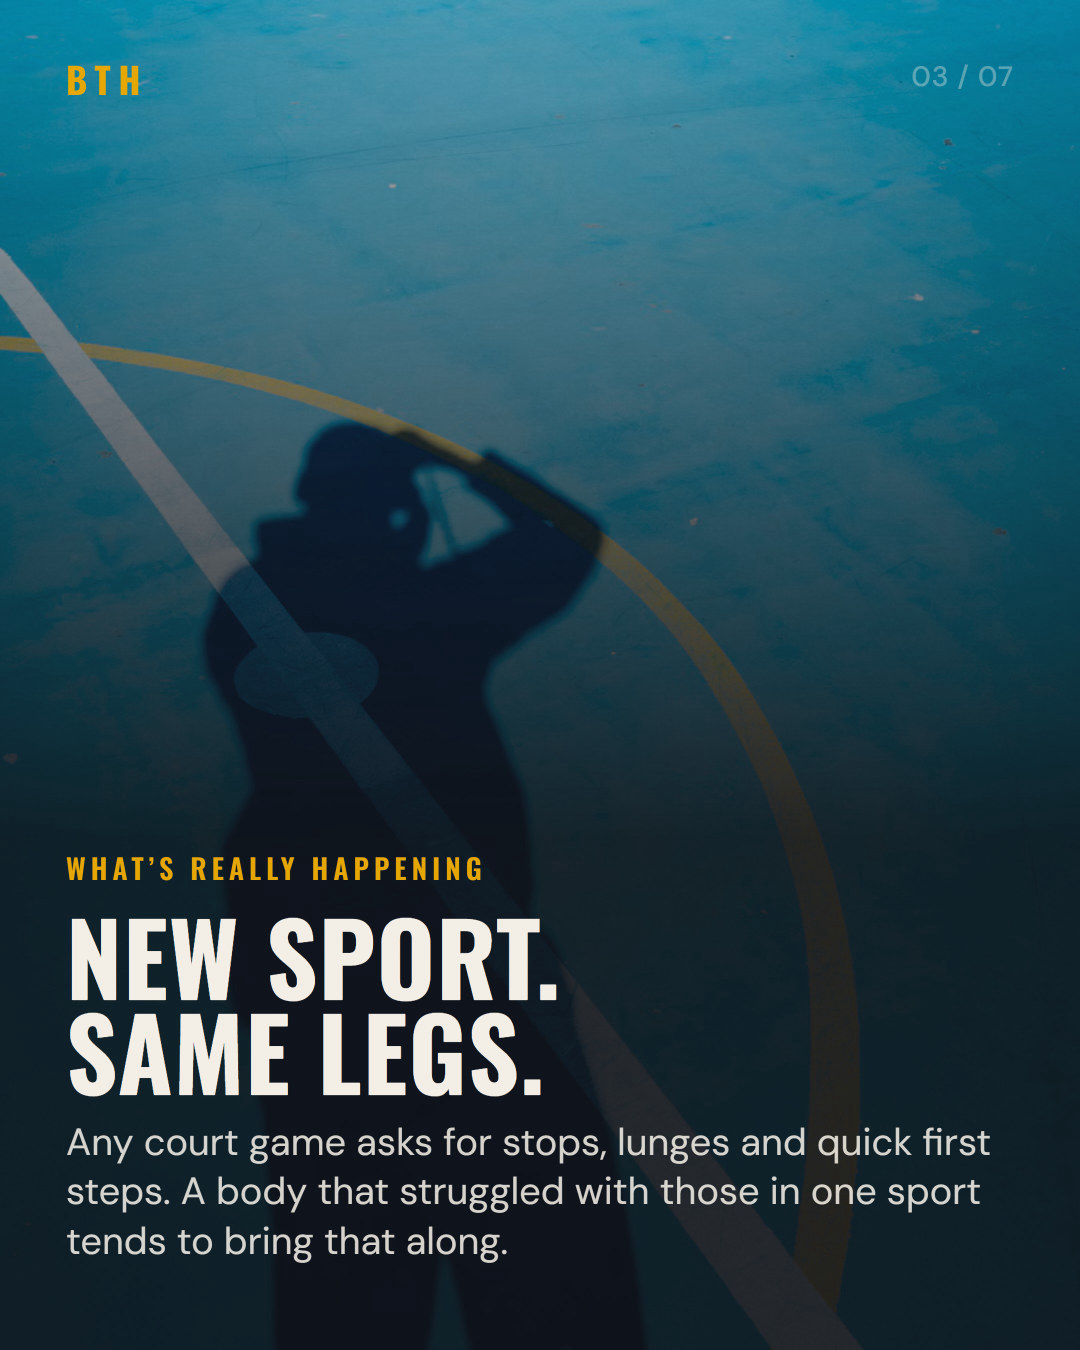 BTH
03 / 07
WHAT’S REALLY HAPPENING
NEW SPORT.
SAME LEGS.
Any court game asks for stops, lunges and quick first
steps. A body that struggled with those in one sport
tends to bring that along.